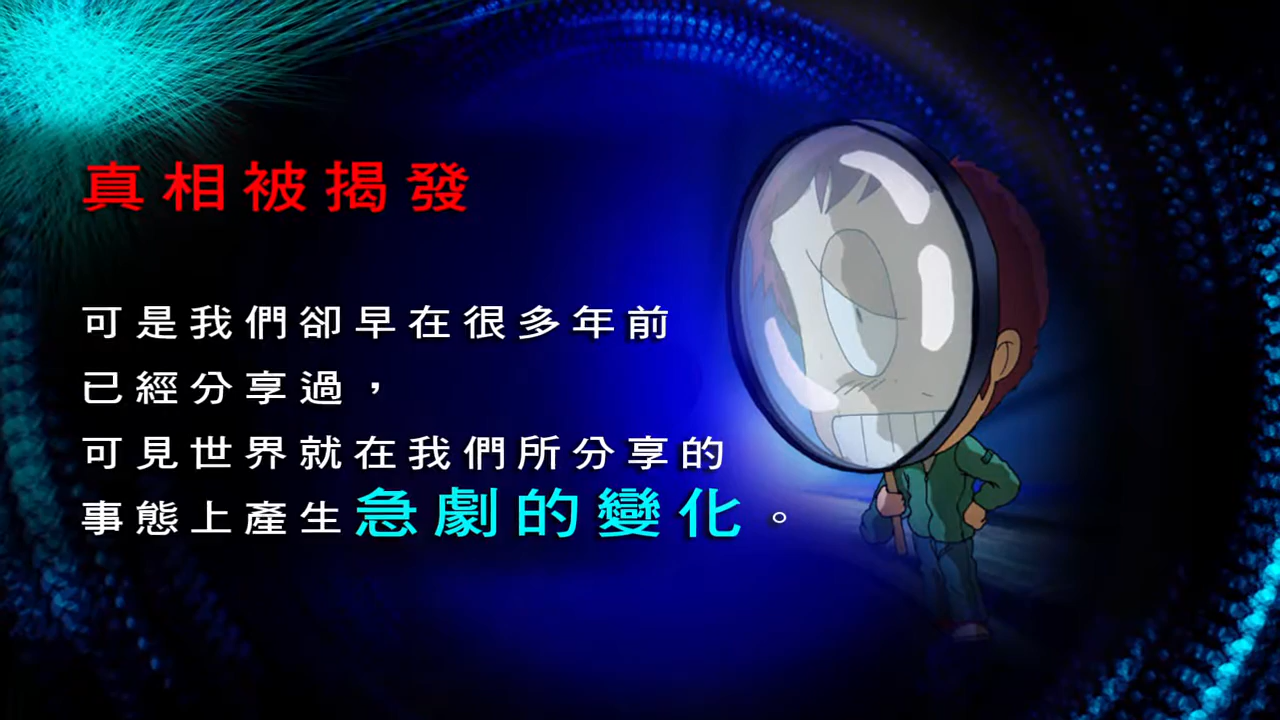 真相被揭發
可是我們卻早在很多年前
已經分享過，
可見世界就在我們所分享的
事態上產生急劇的變化。